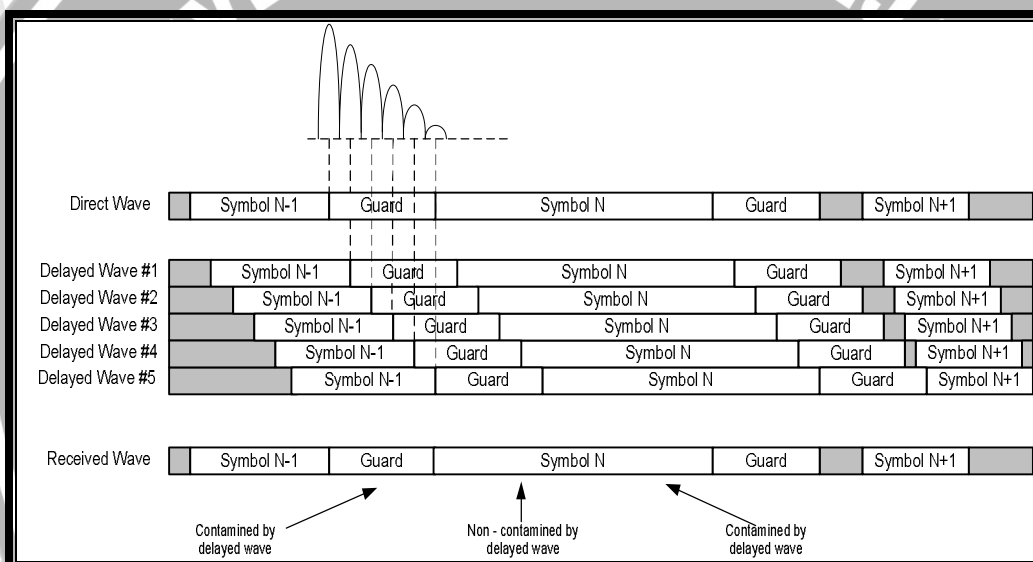 Direct Wave Symbol N-1 Guard Symbol N Guard Symbol N+1
Delayed Wave #1 Symbol N-1 Guard Symbol N Guard Symbol N+1
Delayed Wave #2 Symbol N-1 Guard Symbol N Guard Symbol N+1
Delayed Wave #3 Symbol N-1 Guard Symbol N Guard Symbol N+1
Delayed Wave #4 Symbol N-1 Guard Symbol N Guard Symbol N+1
Delayed Wave #5 Symbol N-1 Guard Symbol N Guard Symbol N+1
Received Wave Symbol N-1 Guard Symbol N Guard Symbol N+1
Contamined by
delayed wave
Non - contamined by
delayed wave
Contamined by
delayed wave